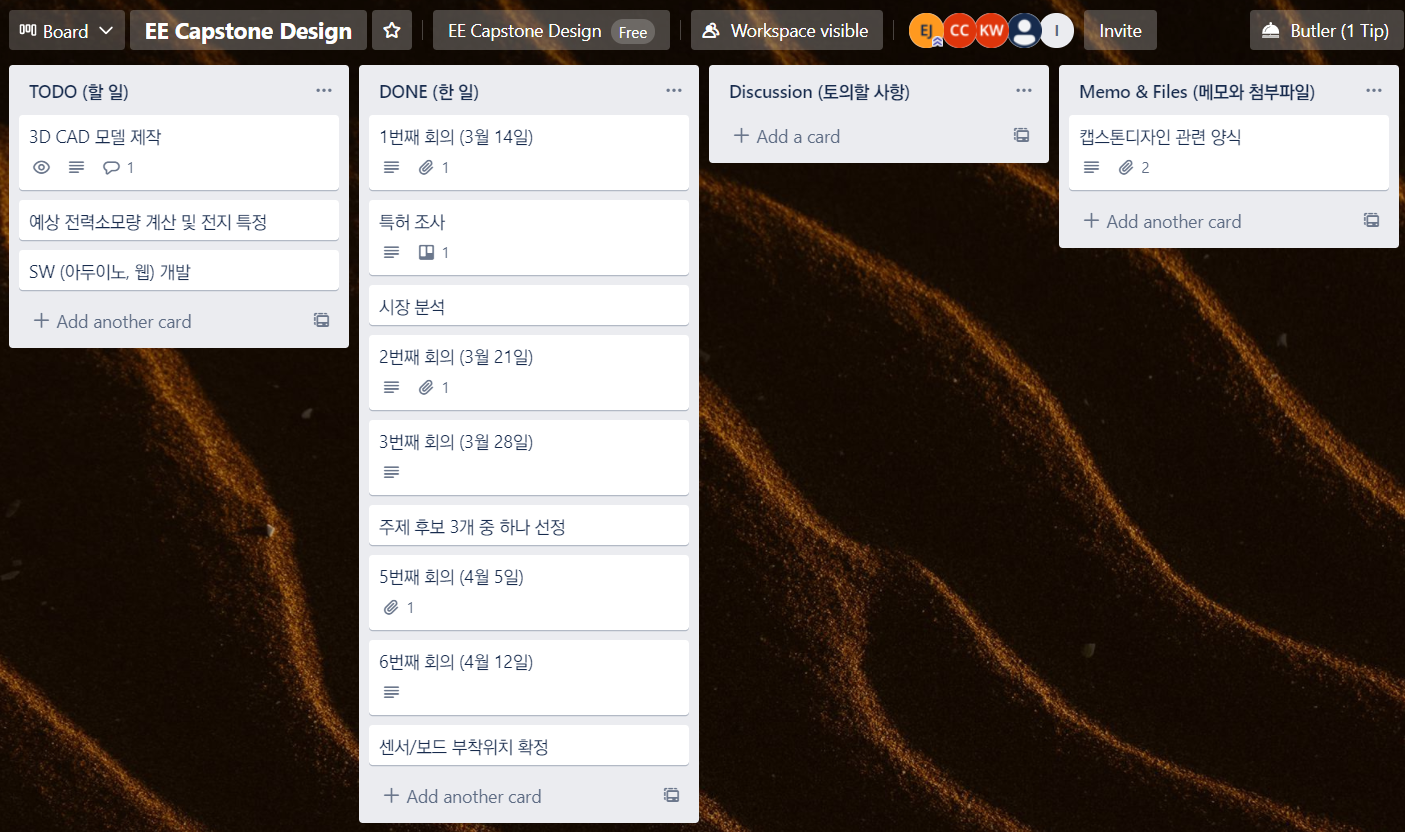 Board
EE Capstone Design
EE Capstone Design Free
Workspace visible
EJ CC KW I
Invite
Butler (1 Tip)
TODO (할 일)
3D CAD 모델 제작
1
예상 전력소모량 계산 및 전지 특정
SW (아두이노, 웹) 개발
+ Add another card
DONE (한 일)
1번째 회의 (3월 14일)
1
특허 조사
1
시장 분석
2번째 회의 (3월 21일)
1
3번째 회의 (3월 28일)
주제 후보 3개 중 하나 선정
5번째 회의 (4월 5일)
1
6번째 회의 (4월 12일)
센서/보드 부착위치 확정
+ Add another card
Discussion (토의할 사항)
+ Add a card
Memo & Files (메모와 첨부파일)
캡스톤디자인 관련 양식
2
+ Add another card